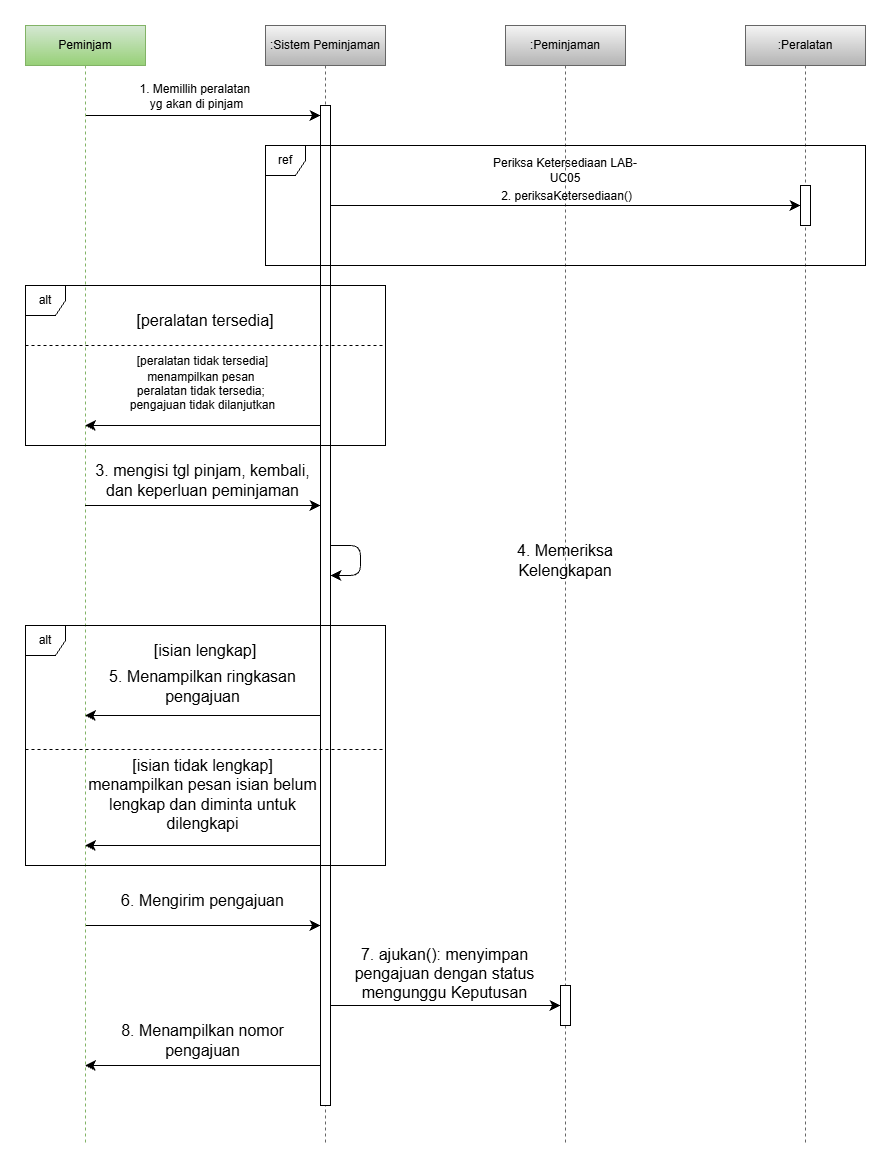 Peminjam
:Sistem Peminjaman
:Peminjaman
:Peralatan
1. Memillih peralatan
yg akan di pinjam
ref
Periksa Ketersediaan LAB-
UC05
2. periksaKetersediaan()
alt
[peralatan tersedia]
[peralatan tidak tersedia]
menampilkan pesan
peralatan tidak tersedia;
pengajuan tidak dilanjutkan
3. mengisi tgl pinjam, kembali,
dan keperluan peminjaman
4. Memeriksa
Kelengkapan
alt
[isian lengkap]
5. Menampilkan ringkasan
pengajuan
[isian tidak lengkap]
menampilkan pesan isian belum
lengkap dan diminta untuk
dilengkapi
6. Mengirim pengajuan
7. ajukan(): menyimpan
pengajuan dengan status
mengunggu Keputusan
8. Menampilkan nomor
pengajuan